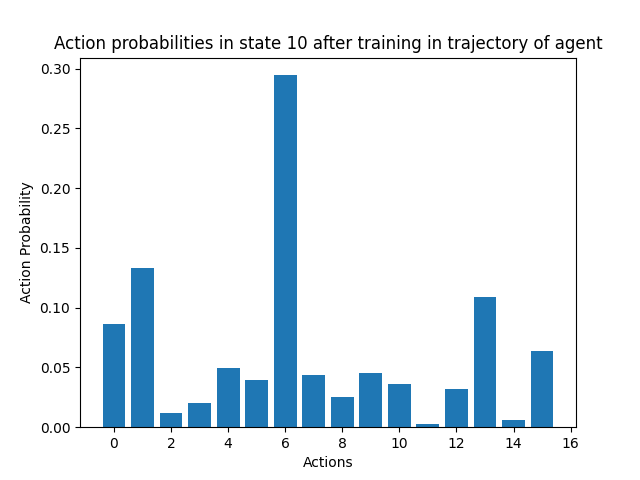 Action probabilities in state 10 after training in trajectory of agent
0.30
0.25
0.20
0.15
0.10
0.05
0.00
Action Probability
0 2 4 6 8 10 12 14 16
Actions